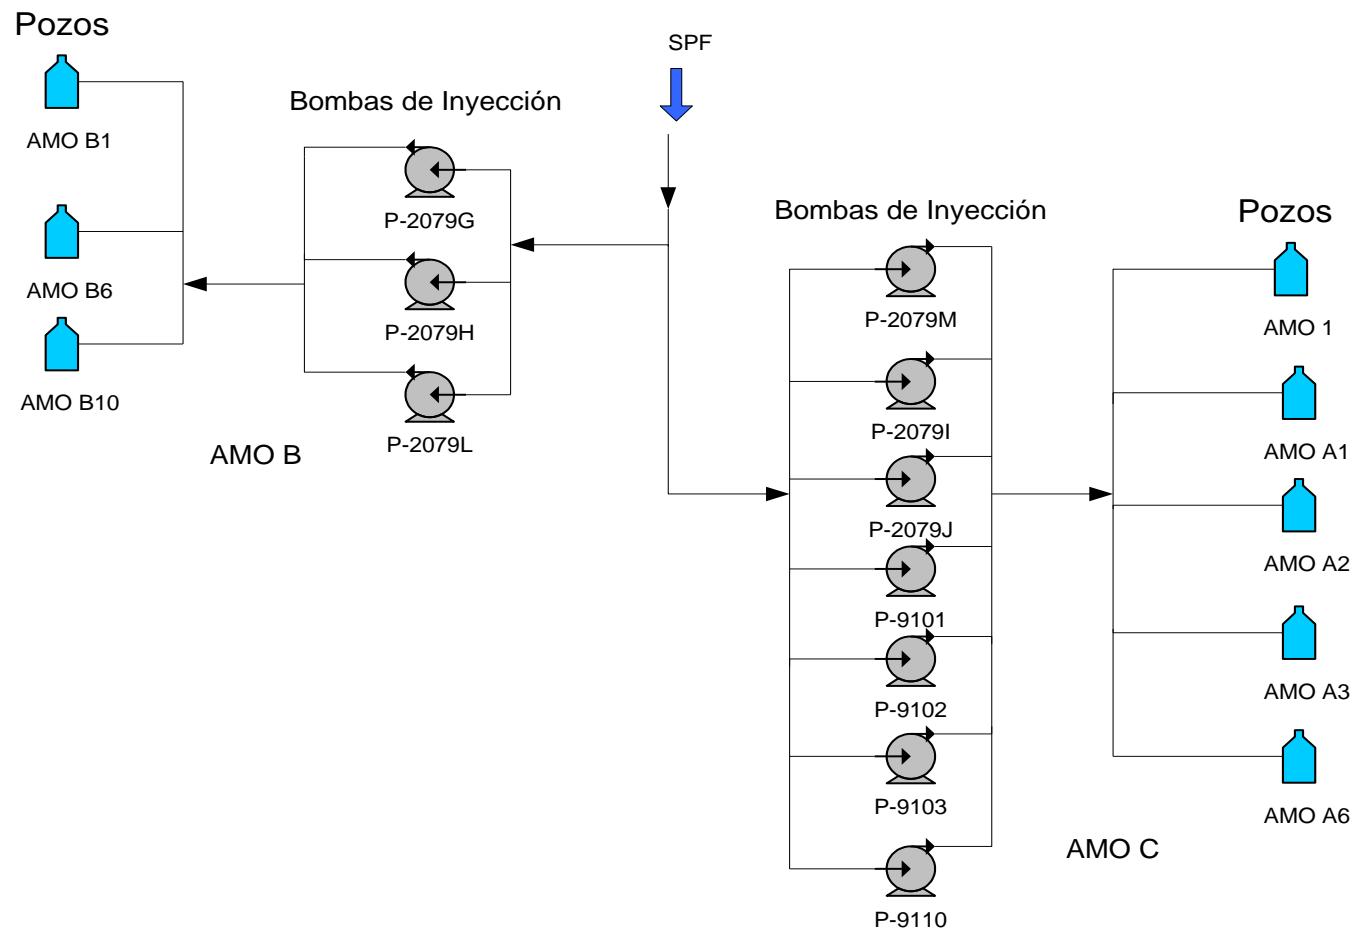 Pozos
AMO B1
AMO B6
AMO B10
Bombas de Inyección
P-2079G
P-2079H
P-2079L
AMO B
SPF
Bombas de Inyección
P-2079M
P-2079I
P-2079J
P-9101
P-9102
P-9103
P-9110
Pozos
AMO 1
AMO A1
AMO A2
AMO A3
AMO A6
AMO C